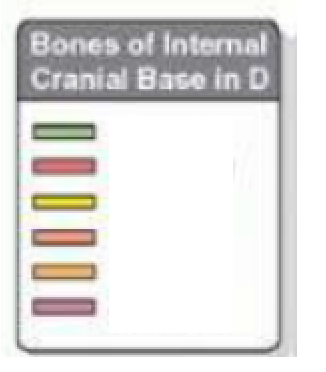 Bones of Internal
Cranial Base in D